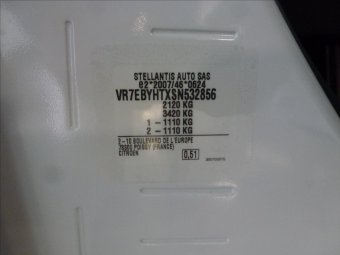 STELLANTIS AUTO SAS
e2*2007/46*0624
VR7EBYHTXSN532856
2120 KG
3420 KG
1 - 1110 KG
2 - 1110 KG
2-10 BOULEVARD DE L'EUROPE
78300 POISSY (FRANCE)
CITROEN
0,51